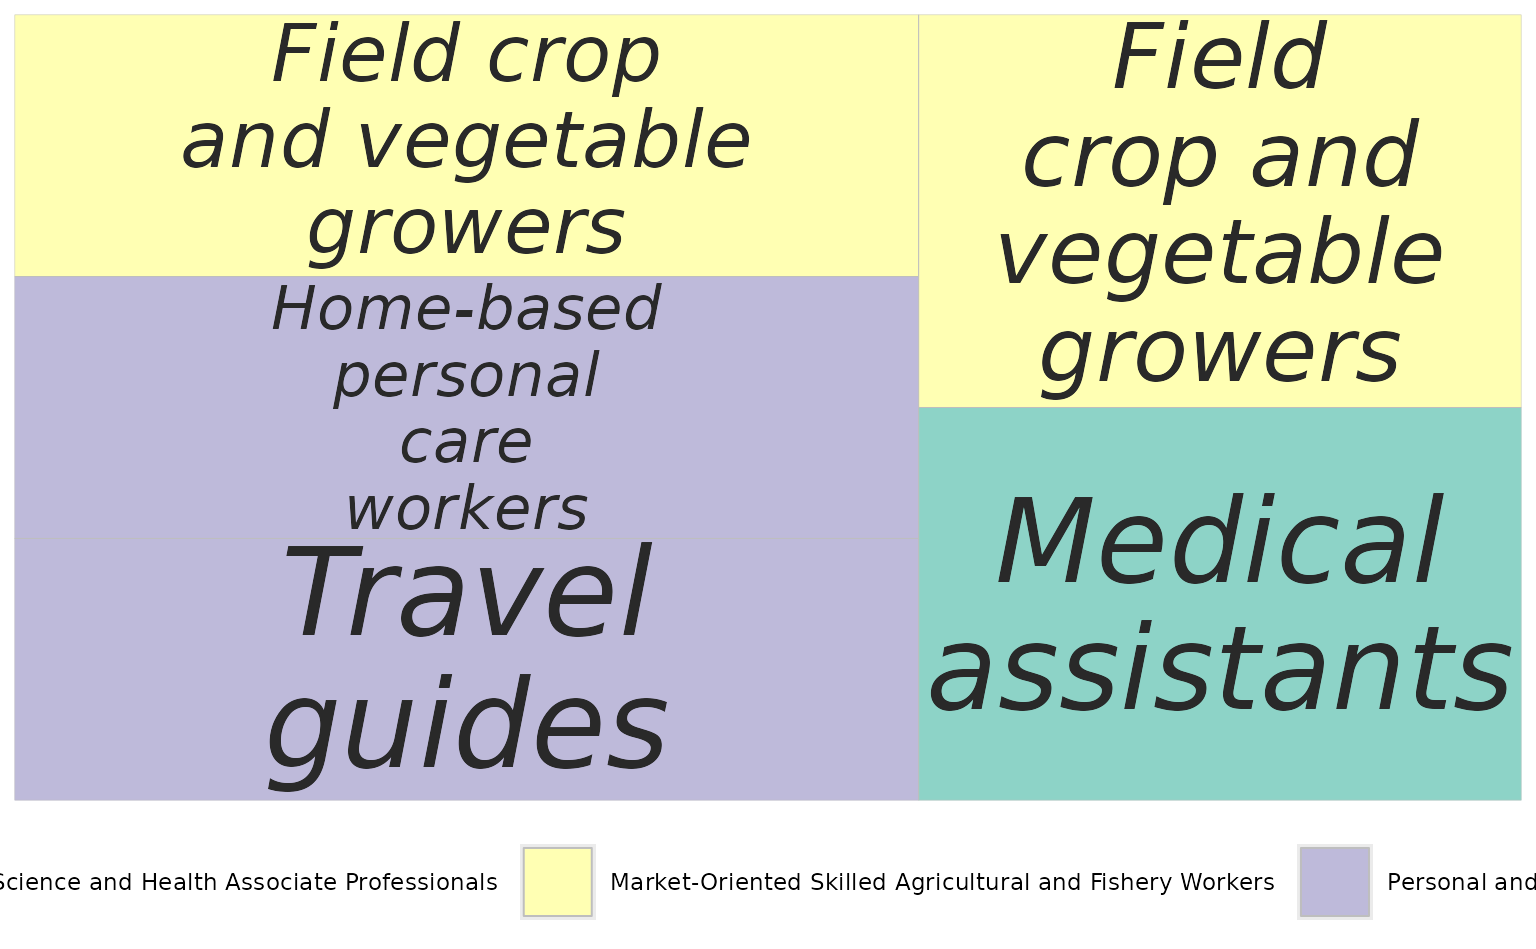 Field crop
and vegetable
growers
Home-based
personal
care
workers
Travel
guides
Field
crop and
vegetable
growers
Medical
assistants
Science and Health Associate Professionals
Market-Oriented Skilled Agricultural and Fishery Workers
Personal and